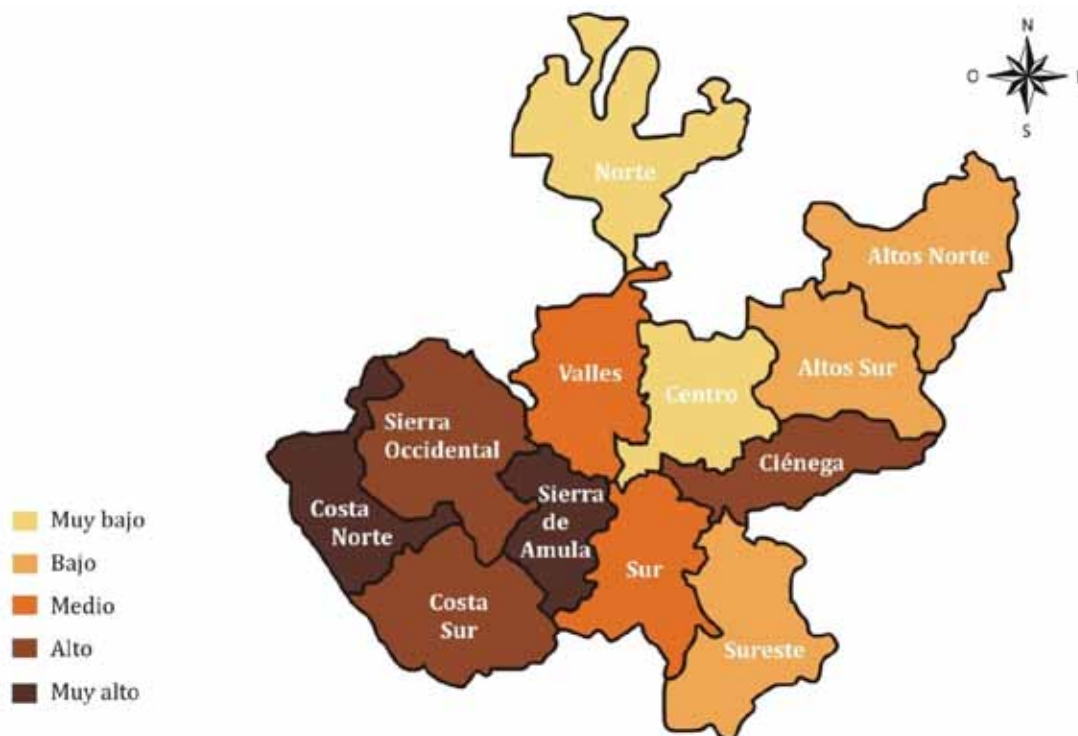 N
O
S
Norte
Altos Norte
Valles
Altos Sur
Centro
Sierra
Occidental
Ciénega
Sierra
de
Amula
Costa
Norte
Sur
Costa
Sur
Sureste
Muy bajo
Bajo
Medio
Alto
Muy alto